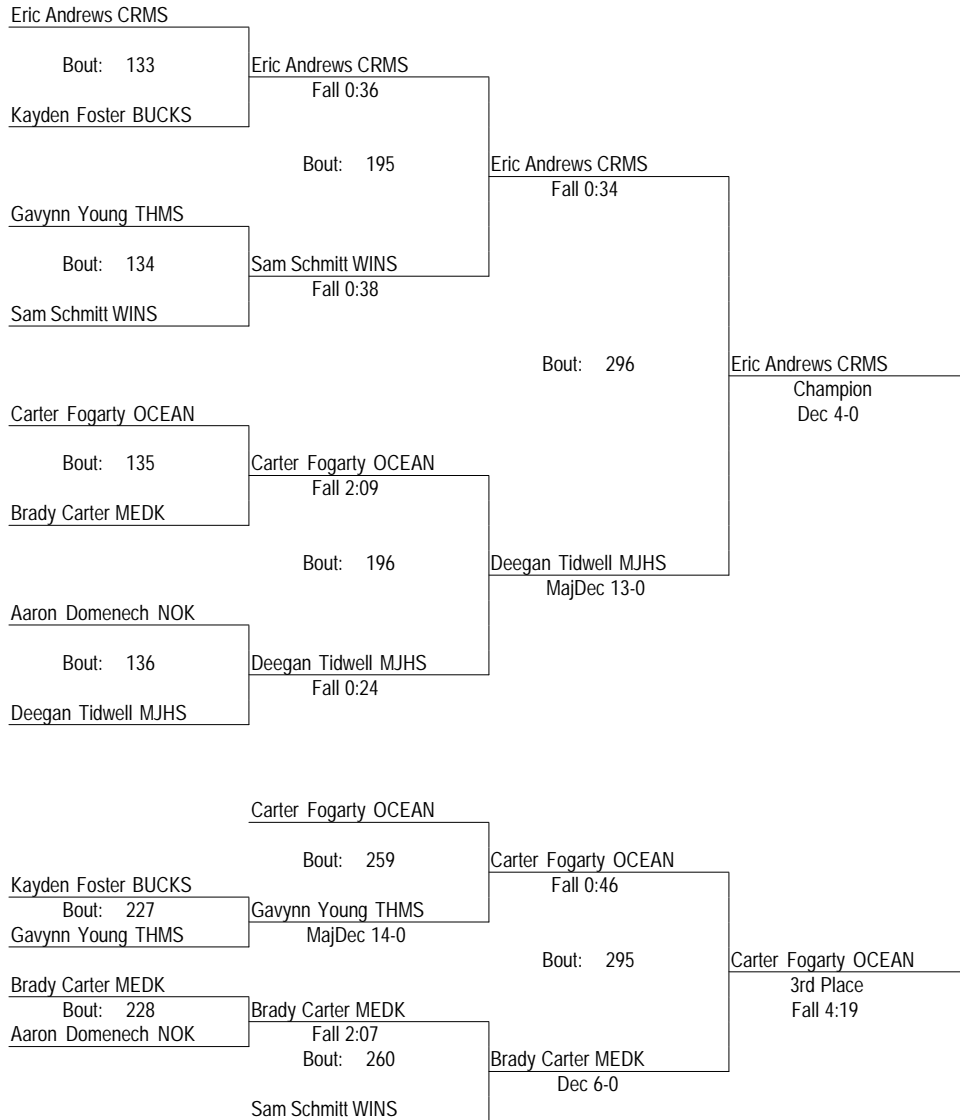 Eric Andrews CRMS
Bout: 133
Eric Andrews CRMS
Fall 0:36
Kayden Foster BUCKS
Bout: 195
Eric Andrews CRMS
Fall 0:34
Gavynn Young THMS
Bout: 134
Sam Schmitt WINS
Fall 0:38
Sam Schmitt WINS
Bout: 296
Eric Andrews CRMS
Champion
Dec 4-0
Carter Fogarty OCEAN
Bout: 135
Carter Fogarty OCEAN
Fall 2:09
Brady Carter MEDK
Bout: 196
Deegan Tidwell MJHS
MajDec 13-0
Aaron Domenech NOK
Bout: 136
Deegan Tidwell MJHS
Fall 0:24
Deegan Tidwell MJHS
Carter Fogarty OCEAN
Bout: 259
Carter Fogarty OCEAN
Fall 0:46
Kayden Foster BUCKS
Bout: 227
Gavynn Young THMS
Gavynn Young THMS
MajDec 14-0
Bout: 295
Carter Fogarty OCEAN
3rd Place
Fall 4:19
Brady Carter MEDK
Bout: 228
Brady Carter MEDK
Aaron Domenech NOK
Fall 2:07
Bout: 260
Brady Carter MEDK
Dec 6-0
Sam Schmitt WINS